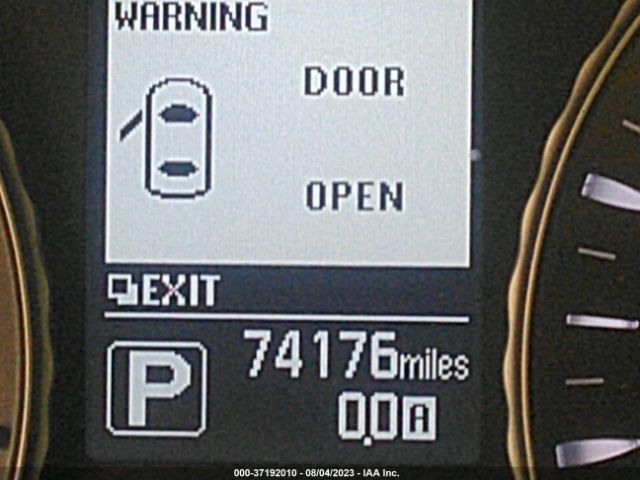 WARNING
DOOR
OPEN
EXIT
74176miles
P
0.0A
000-37192010 - 08/04/2023 - IAA Inc.